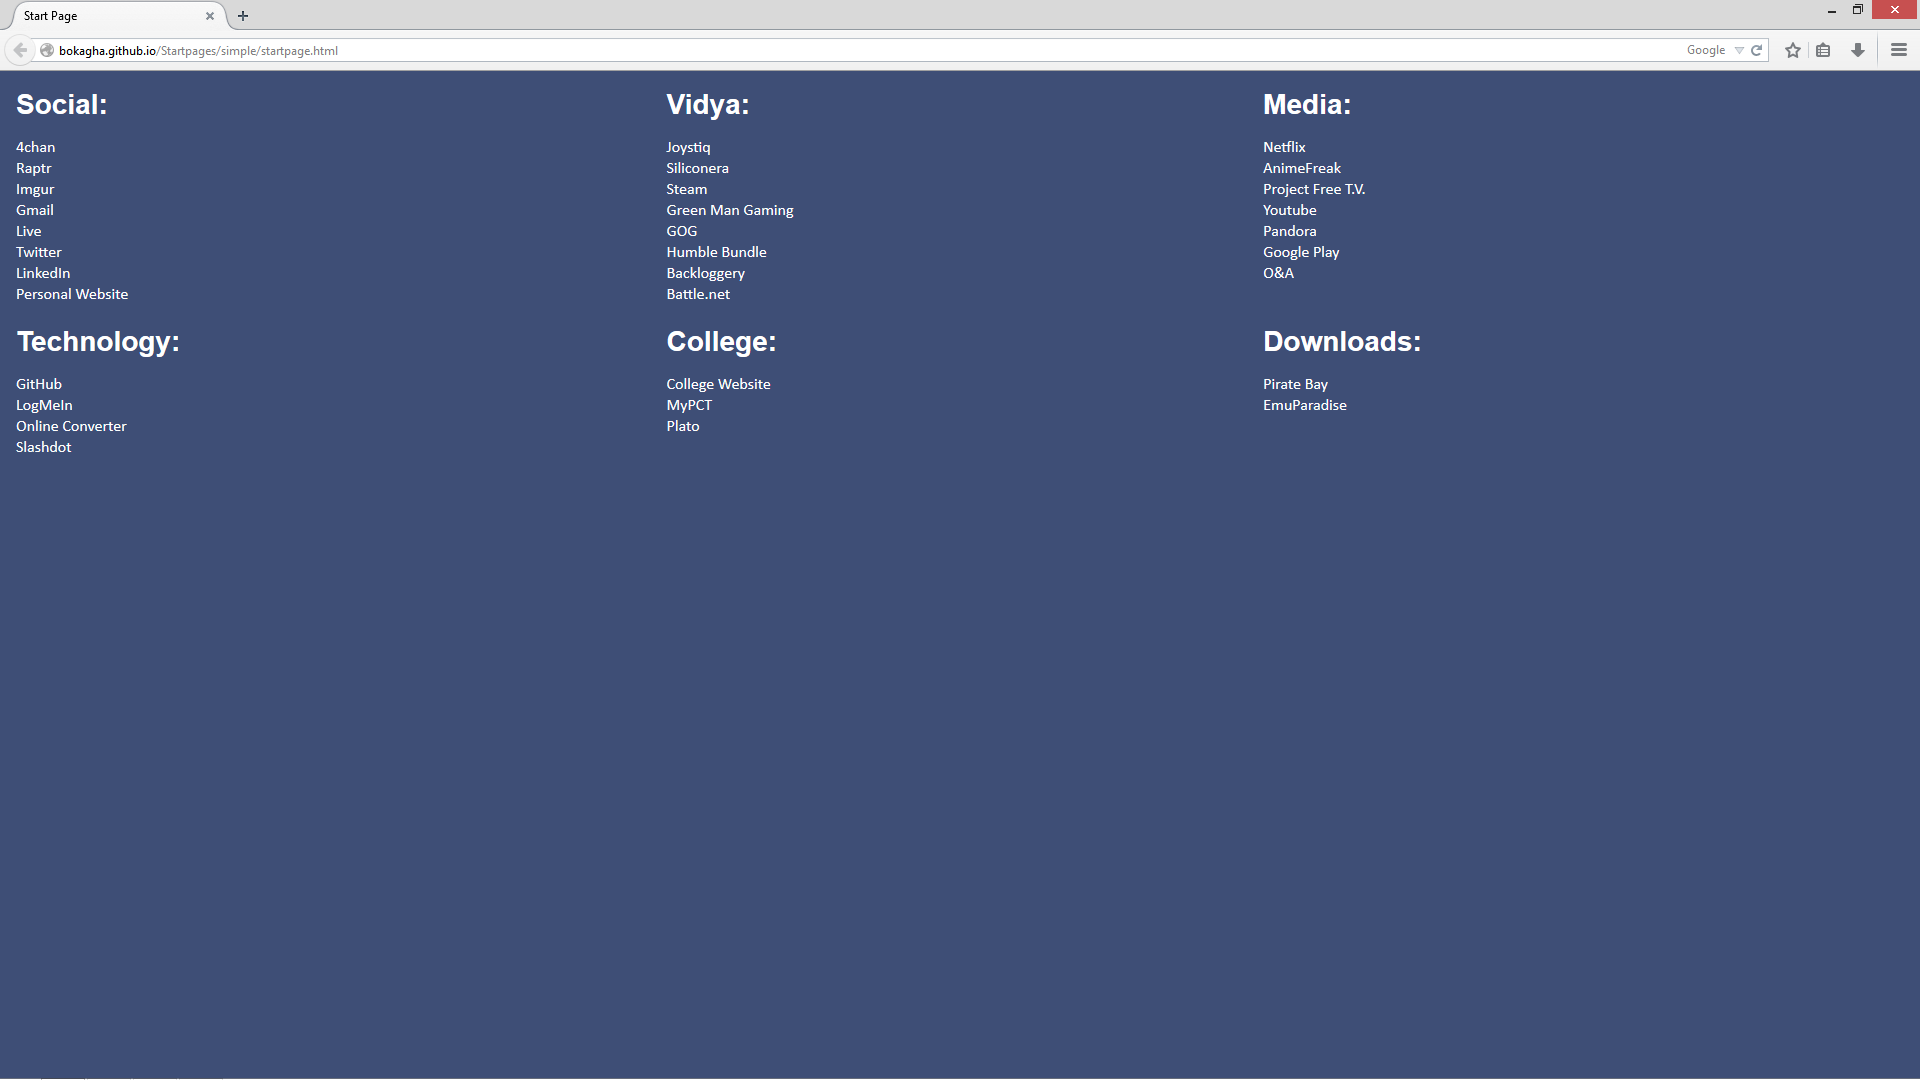 Start Page
bokagha.github.io/Startpages/simple/startpage.html
Google
Social:
4chan
Raptr
Imgur
Gmail
Live
Twitter
LinkedIn
Personal Website
Vidya:
Joystiq
Siliconera
Steam
Green Man Gaming
GOG
Humble Bundle
Backloggery
Battle.net
Media:
Netflix
AnimeFreak
Project Free T.V.
Youtube
Pandora
Google Play
O&A
Technology:
GitHub
LogMeIn
Online Converter
Slashdot
College:
College Website
MyPCT
Plato
Downloads:
Pirate Bay
EmuParadise